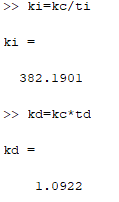 >> ki=kc/ti
ki =
382.1901
>> kd=kc*td
kd =
1.0922